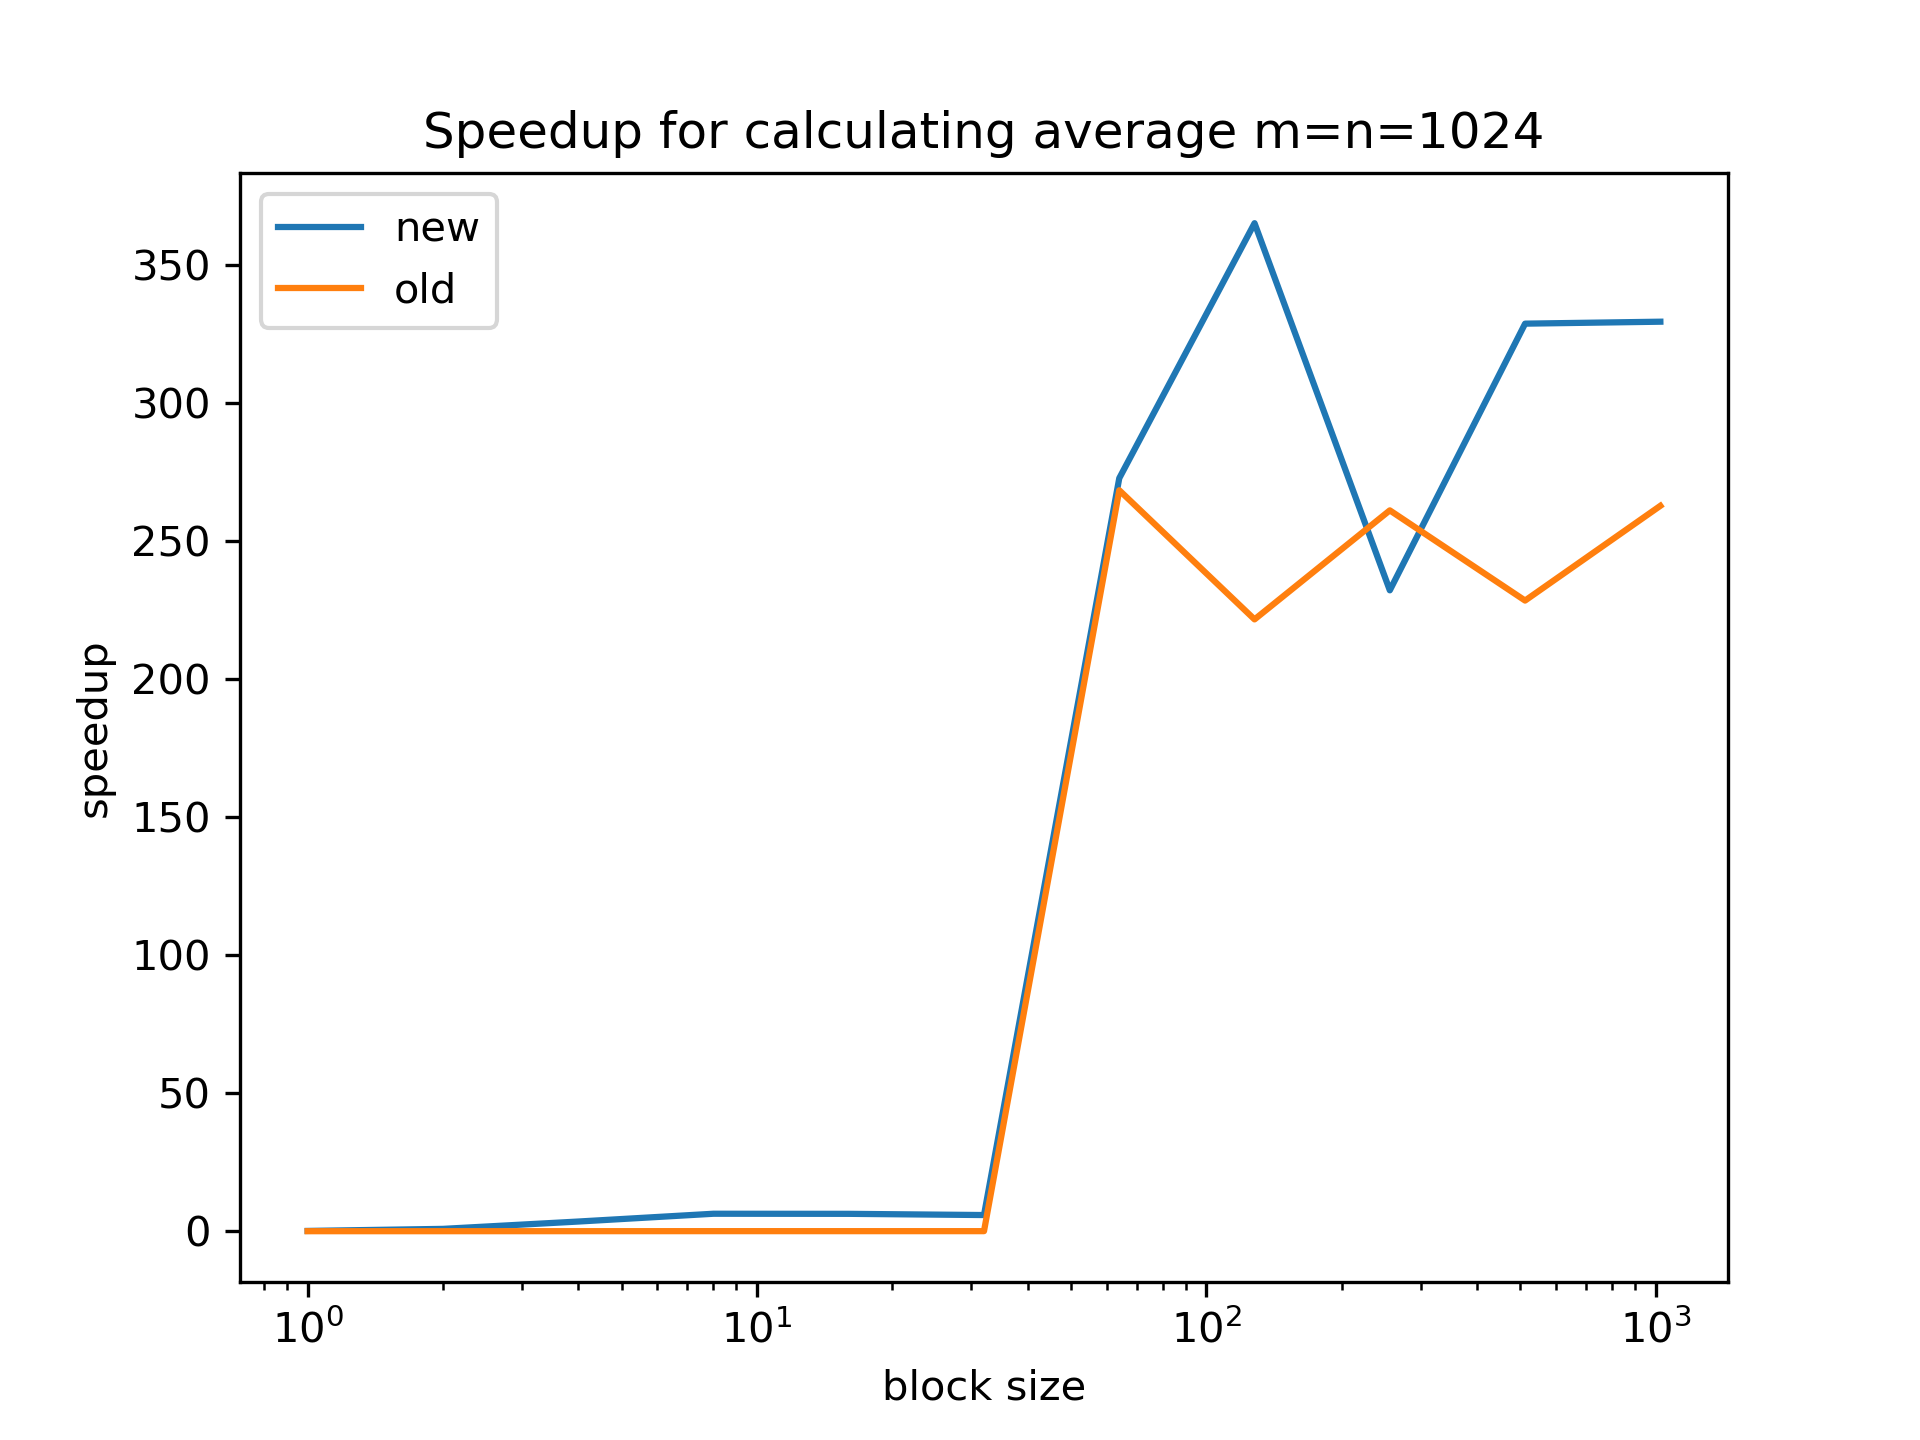 Speedup for calculating average m=n=1024
new
old
350
300
250
200
150
100
50
0
speedup
10⁰ 10¹ 10² 10³
block size